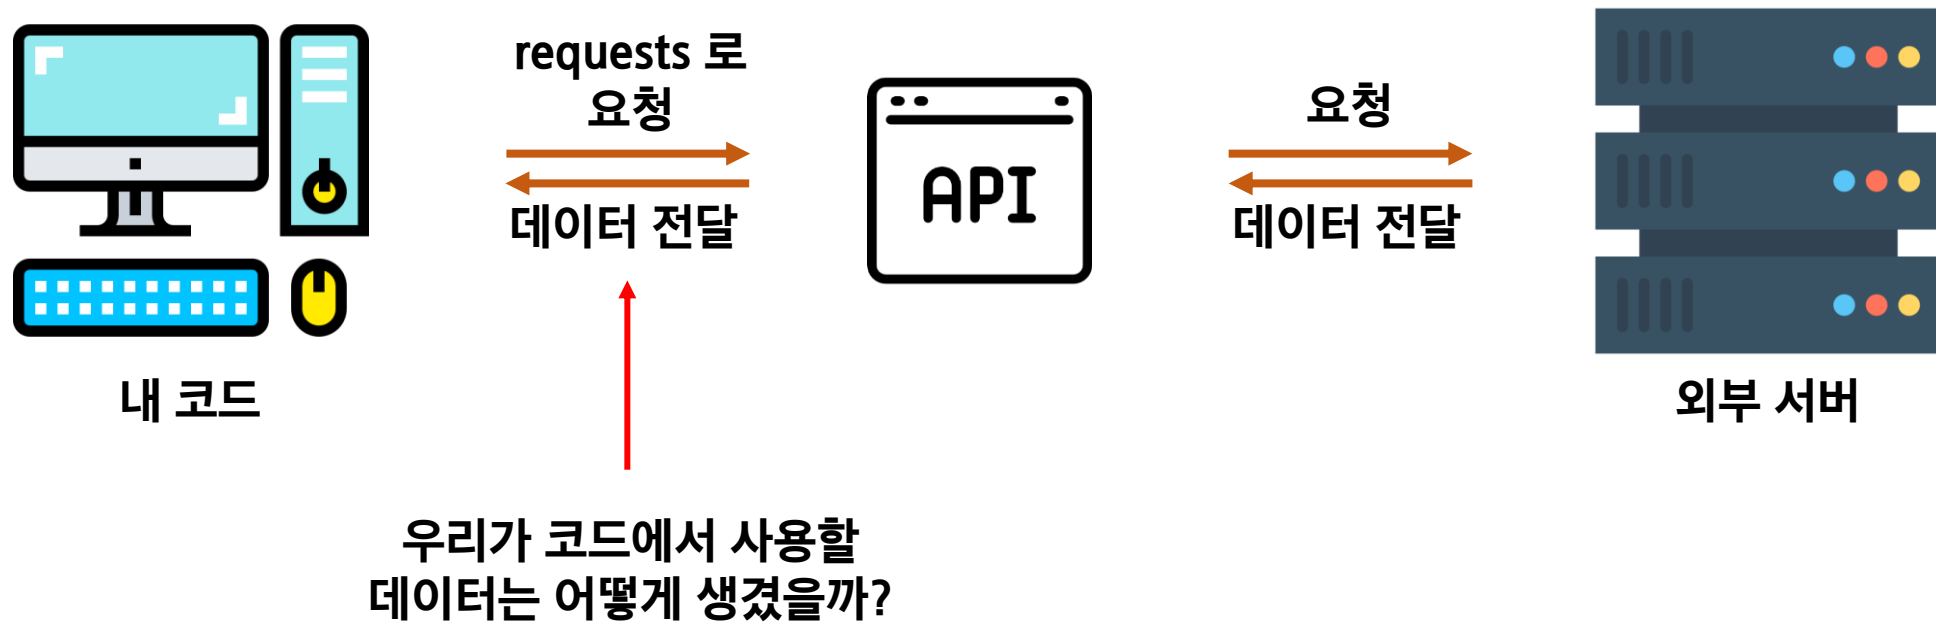 requests 로
요청
데이터 전달
API
요청
데이터 전달
내 코드
외부 서버
우리가 코드에서 사용할
데이터는 어떻게 생겼을까?